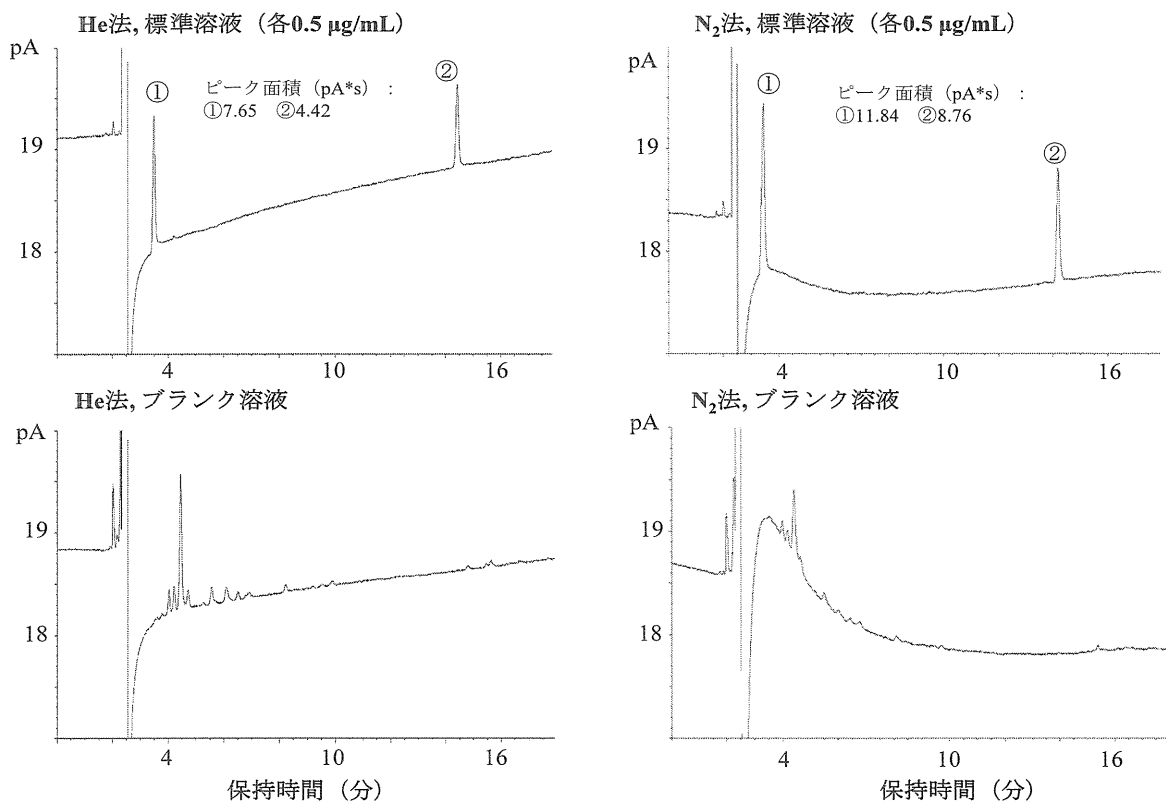 He法, 標準溶液（各0.5 µg/mL）
pA
①
ピーク面積（pA*s）：
①7.65 ②4.42
②
19
18
4 10 16
N₂法, 標準溶液（各0.5 µg/mL）
pA
①
ピーク面積（pA*s）：
①11.84 ②8.76
②
19
18
4 10 16
He法, ブランク溶液
pA
19
18
4 10 16
保持時間（分）
N₂法, ブランク溶液
pA
19
18
4 10 16
保持時間（分）